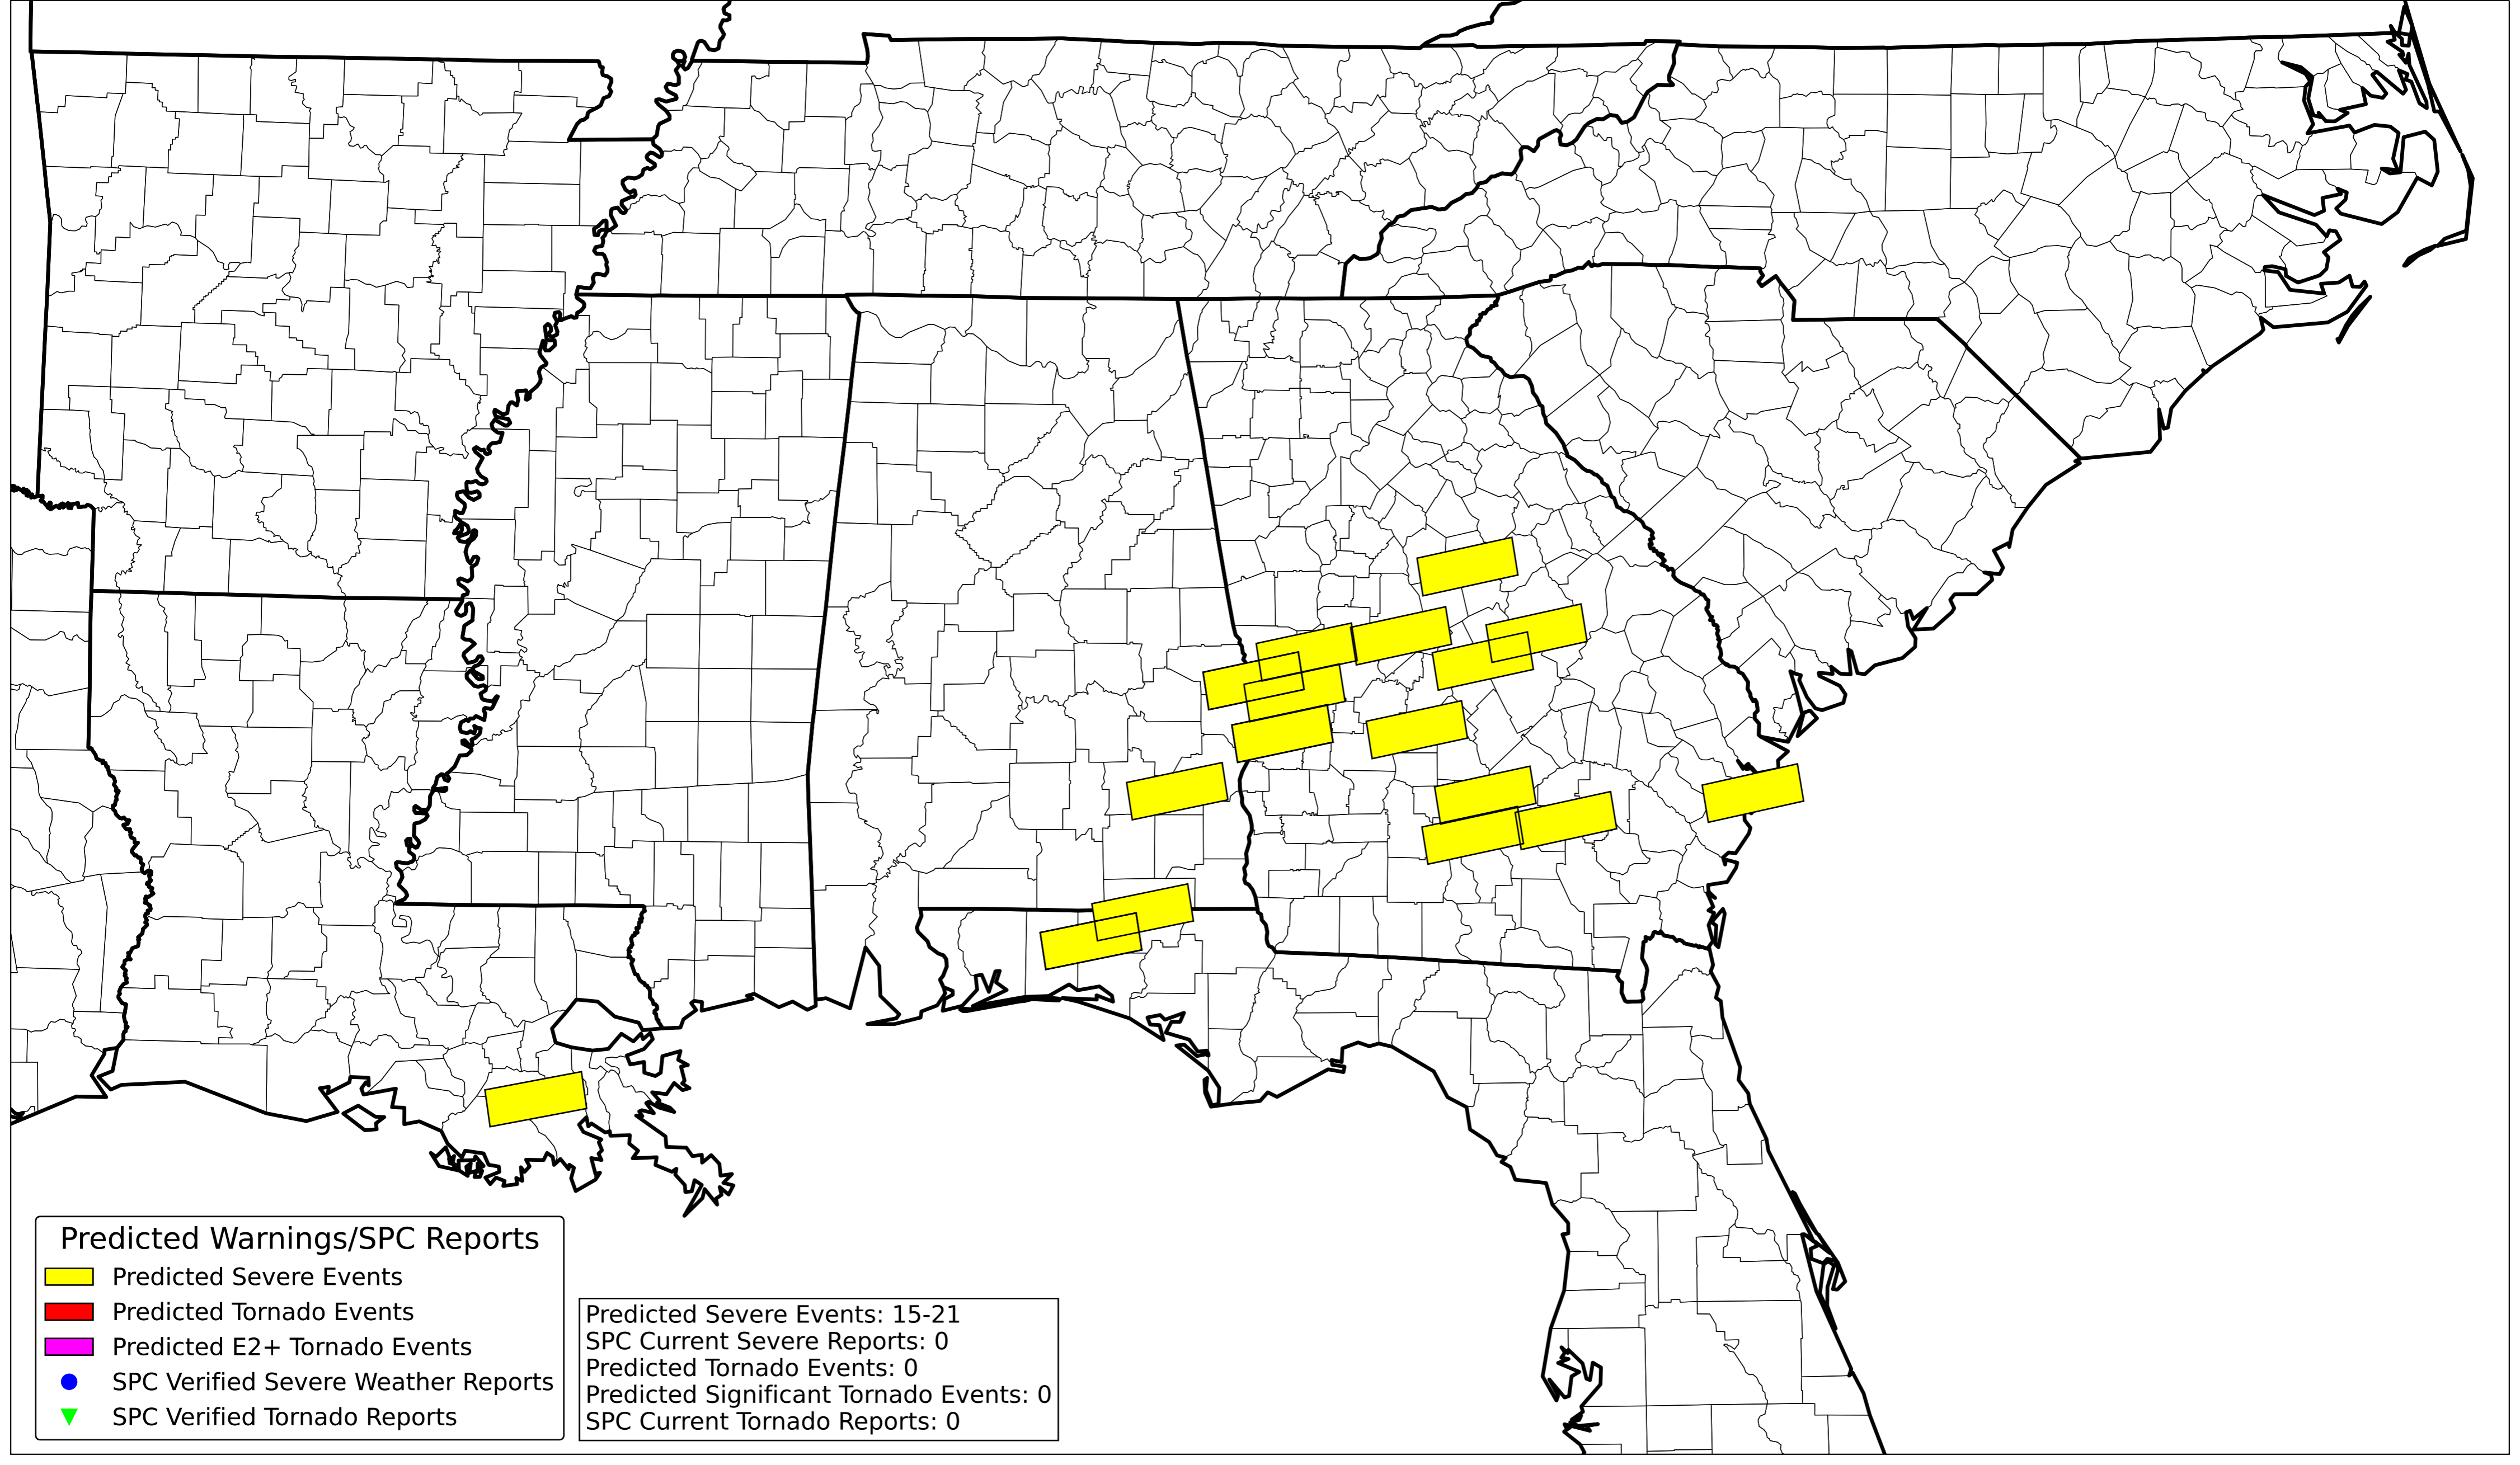 Predicted Warnings/SPC Reports
Predicted Severe Events
Predicted Tornado Events
Predicted E2+ Tornado Events
SPC Verified Severe Weather Reports
SPC Verified Tornado Reports
Predicted Severe Events: 15-21
SPC Current Severe Reports: 0
Predicted Tornado Events: 0
Predicted Significant Tornado Events: 0
SPC Current Tornado Reports: 0